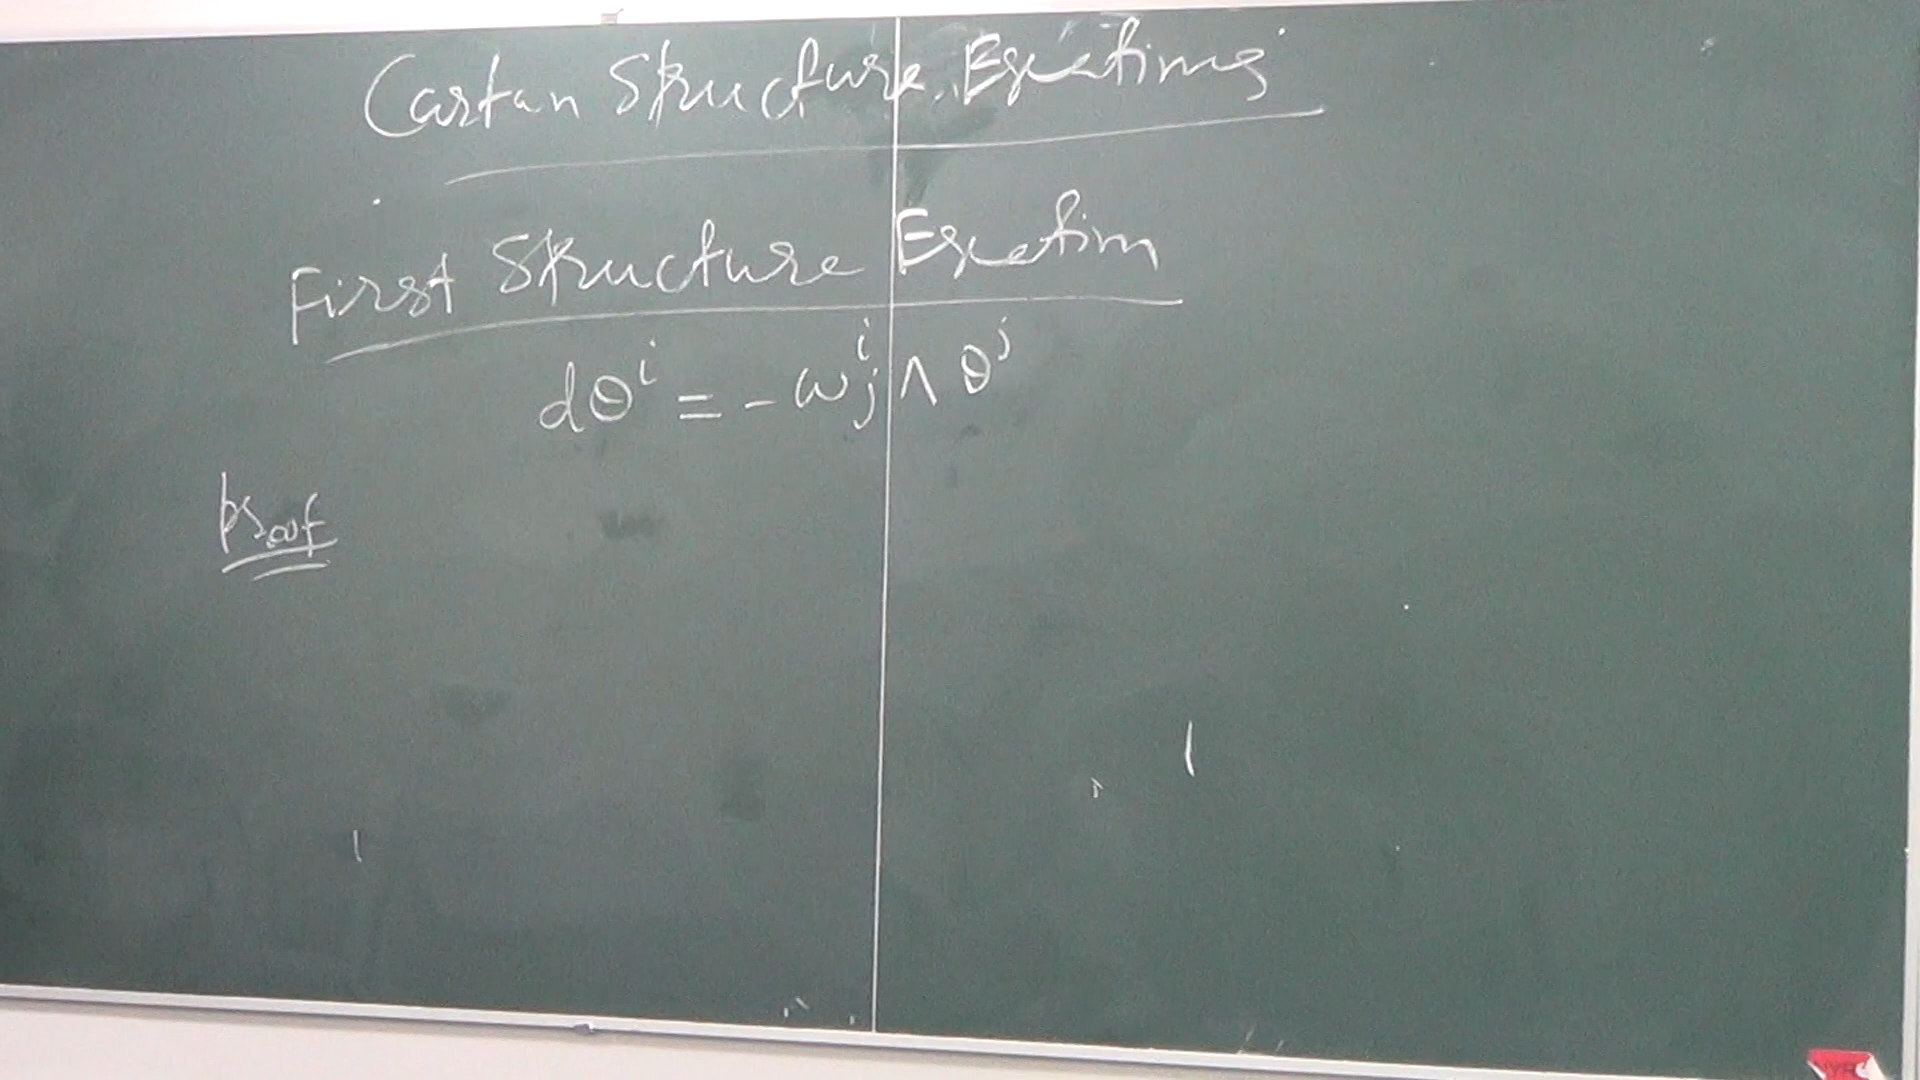 Cartan Structure Equations
First Structure Equation
dθ^i = - ω^i_j ∧ θ^j
Proof